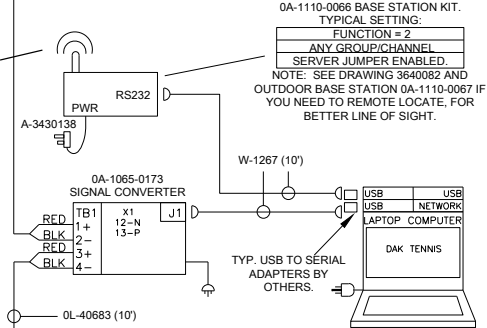 0A-1110-0066 BASE STATION KIT.
TYPICAL SETTING:
FUNCTION = 2
ANY GROUP/CHANNEL
SERVER JUMPER ENABLED.
NOTE: SEE DRAWING 3640082 AND
OUTDOOR BASE STATION 0A-1110-0067 IF
YOU NEED TO REMOTE LOCATE, FOR
BETTER LINE OF SIGHT.
RS232
PWR
A-3430138
W-1267 (10')
0A-1065-0173
SIGNAL CONVERTER
TB1
1+
2-
3+
4-
X1
12-N
13-P
J1
RED
BLK
RED
BLK
USB
USB
USB
NETWORK
LAPTOP COMPUTER
DAK TENNIS
TYP. USB TO SERIAL
ADAPTERS BY
OTHERS.
0L-40683 (10')